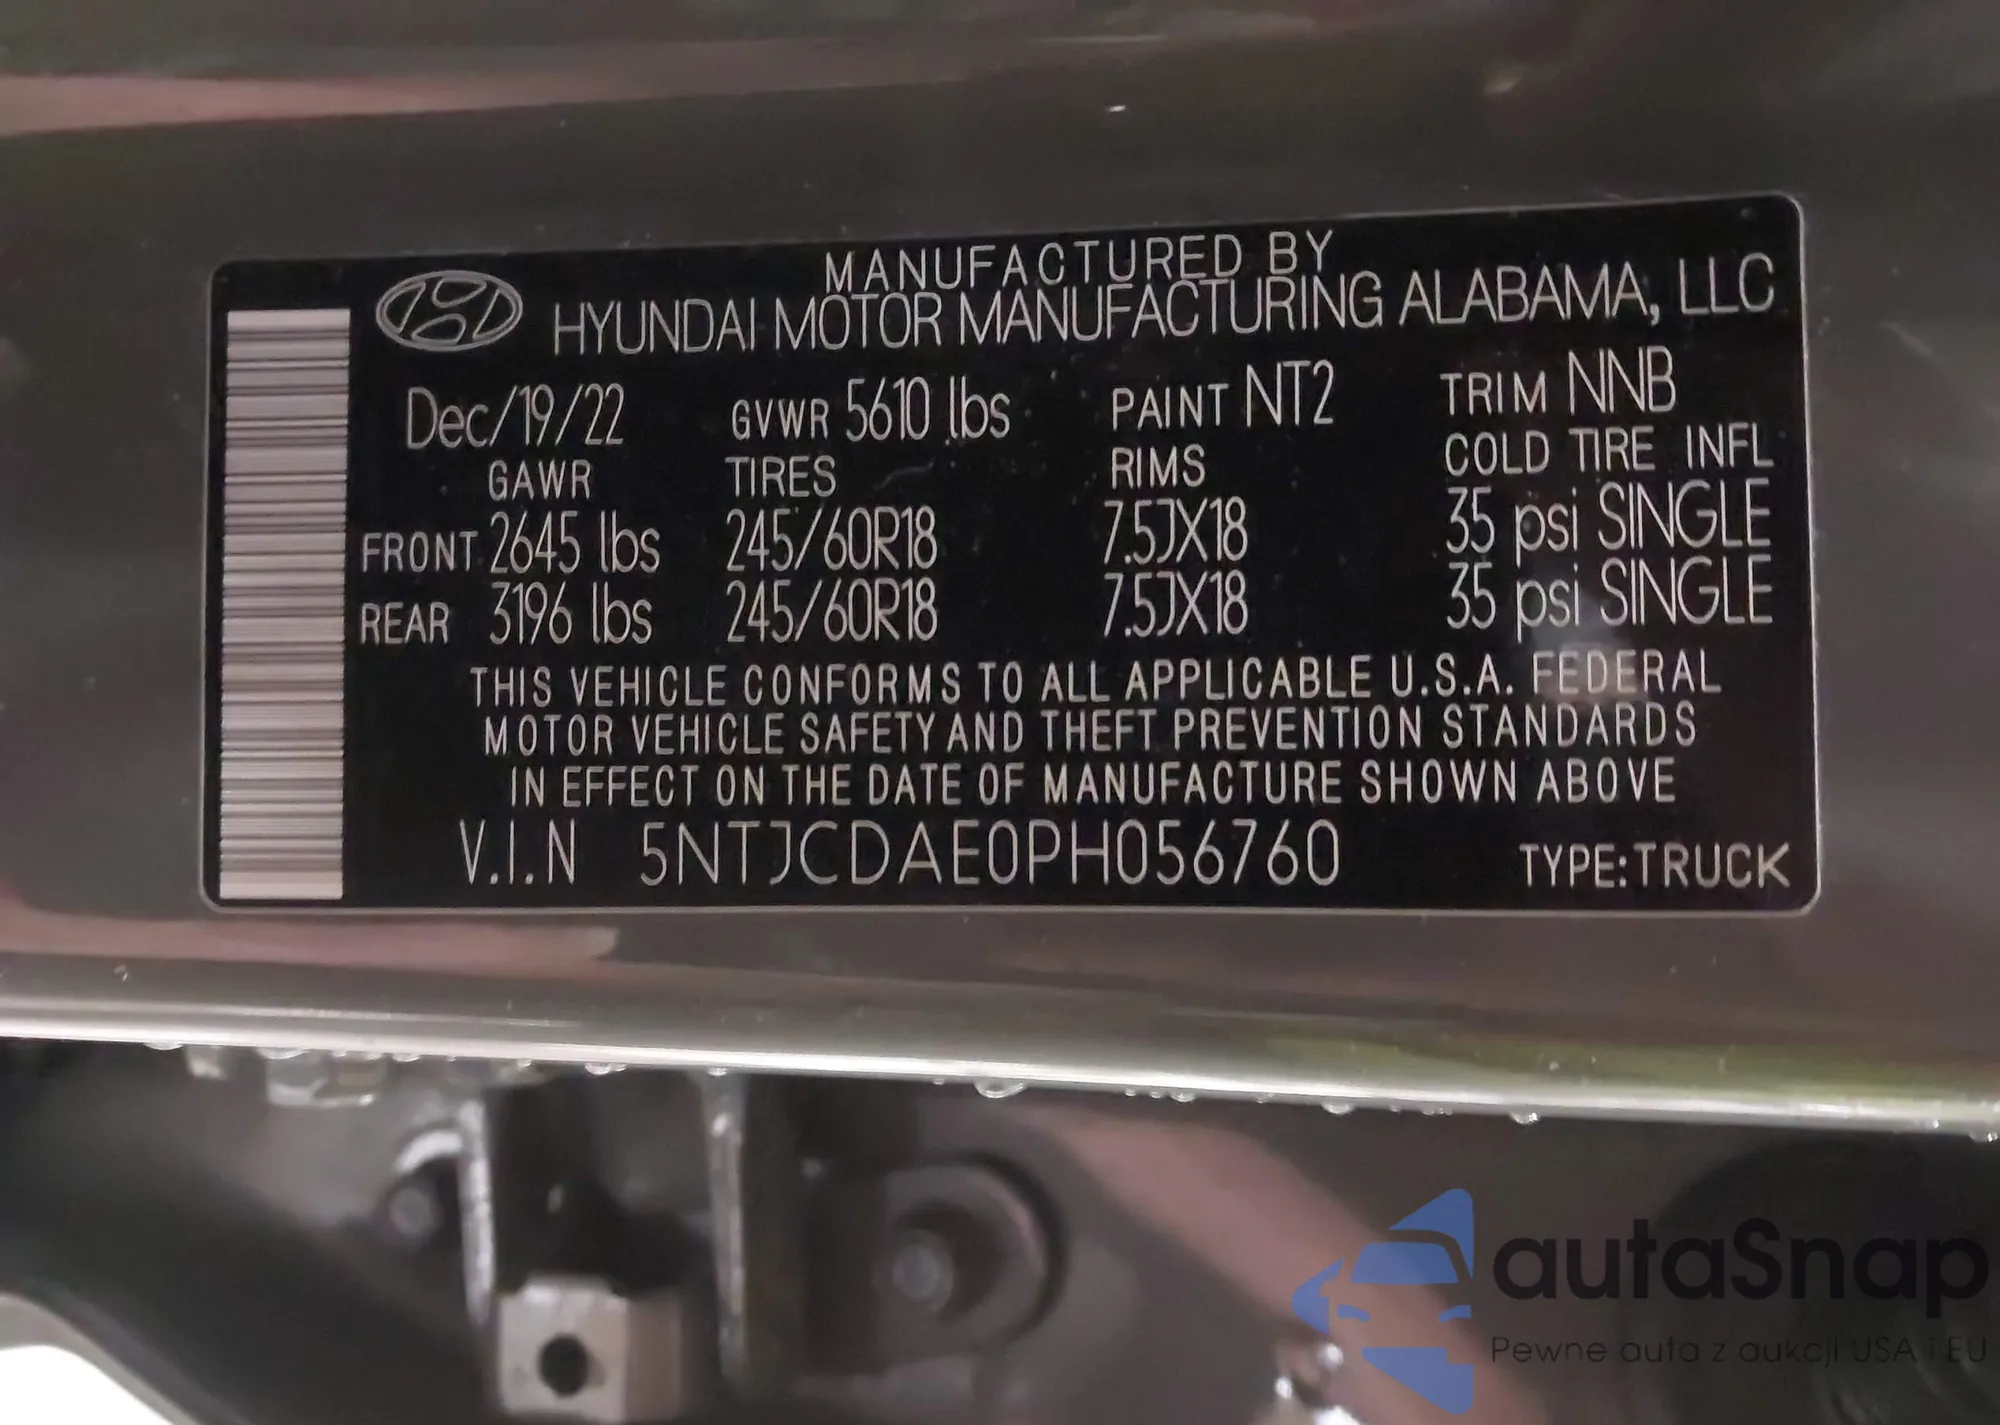 MANUFACTURED BY
HYUNDAI MOTOR MANUFACTURING ALABAMA, LLC
Dec/19/22 GVWR 5610 lbs PAINT NT2 TRIM NNB
GAWR TIRES RIMS COLD TIRE INFL
FRONT 2645 lbs 245/60R18 7.5JX18 35 psi SINGLE
REAR 3196 lbs 245/60R18 7.5JX18 35 psi SINGLE
THIS VEHICLE CONFORMS TO ALL APPLICABLE U.S.A. FEDERAL
MOTOR VEHICLE SAFETY AND THEFT PREVENTION STANDARDS
IN EFFECT ON THE DATE OF MANUFACTURE SHOWN ABOVE
V.I.N 5NTJCDAE0PH056760 TYPE:TRUCK
autaSnap
Pewne auta z aukcji USA i EU